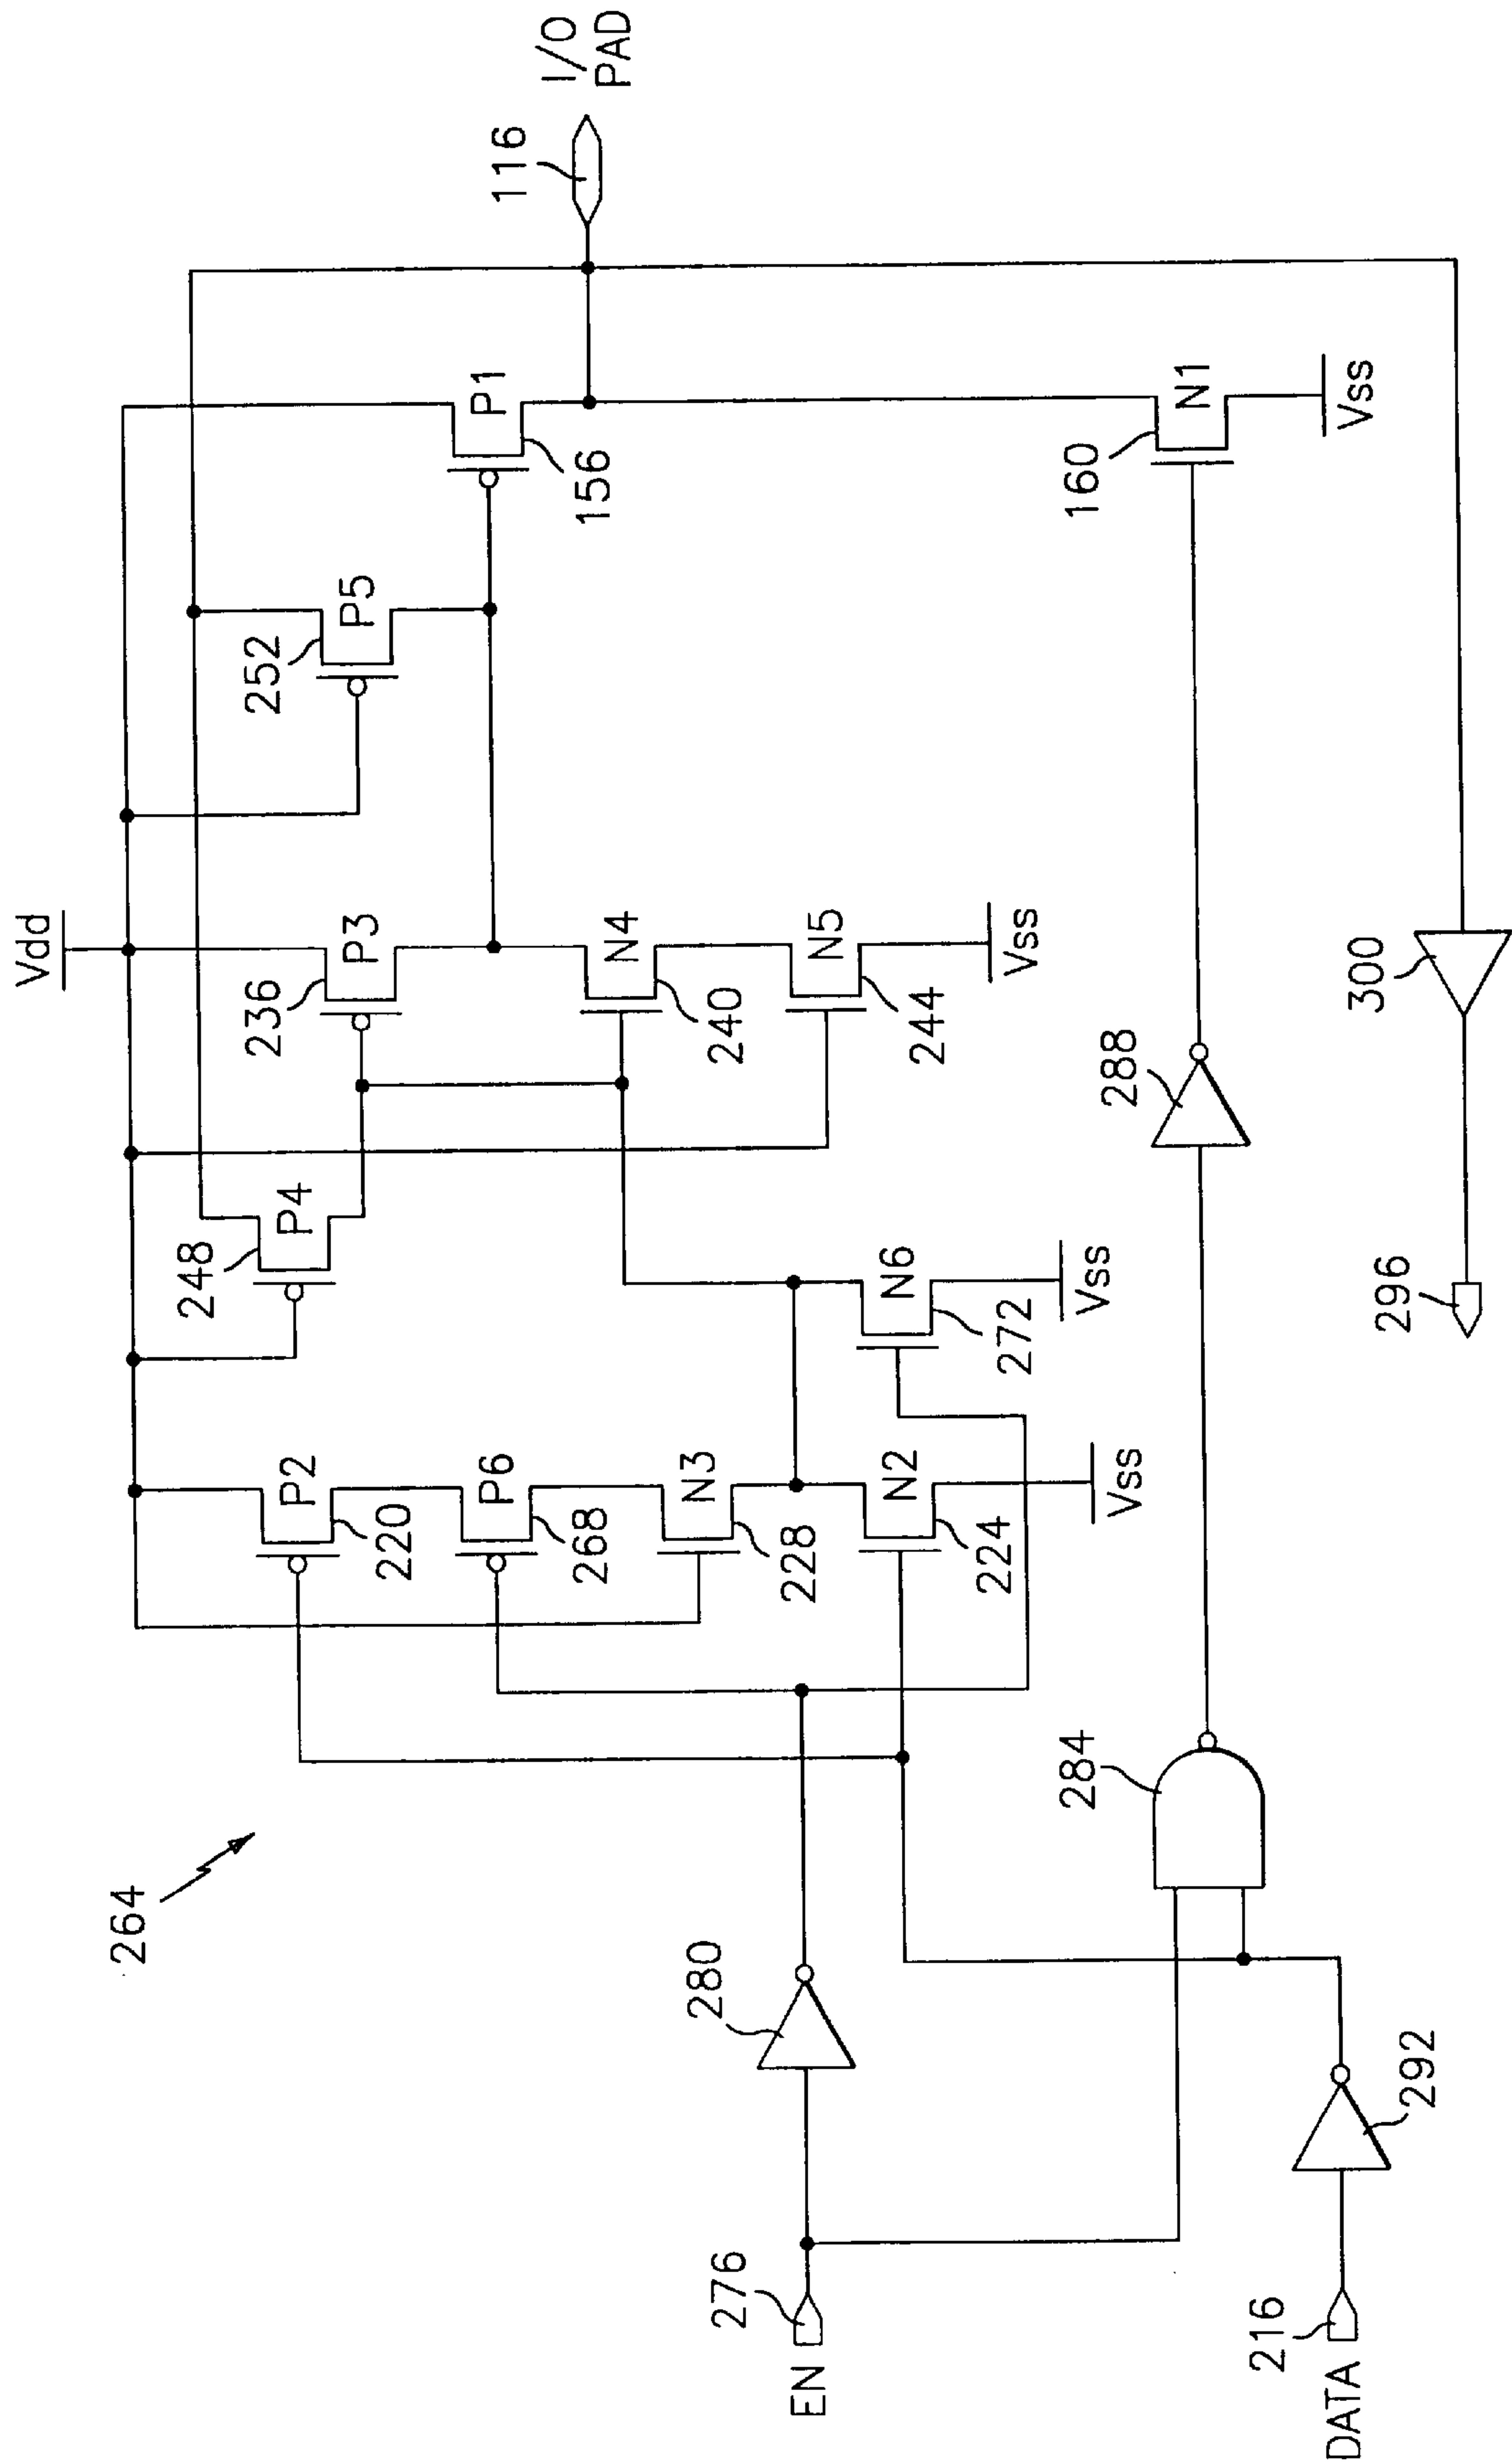 264
Vdd
248
P4
236
P3
252
P5
P1
156
116
I/O
PAD
P2
220
P6
268
N3
228
N2
224
Vss
N6
272
Vss
N4
240
N5
244
Vss
160
N1
Vss
EN
276
280
284
288
DATA
216
292
296
300